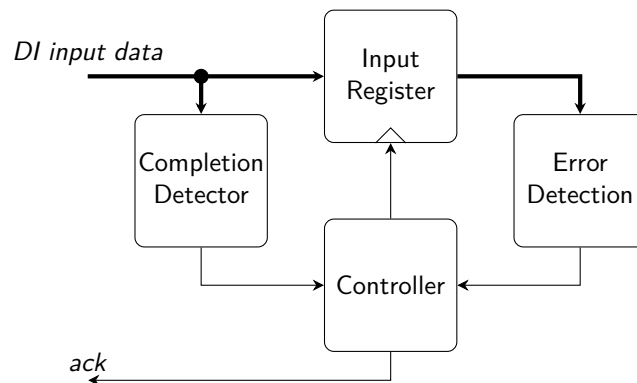 DI input data
Input
Register
Completion
Detector
Error
Detection
Controller
ack